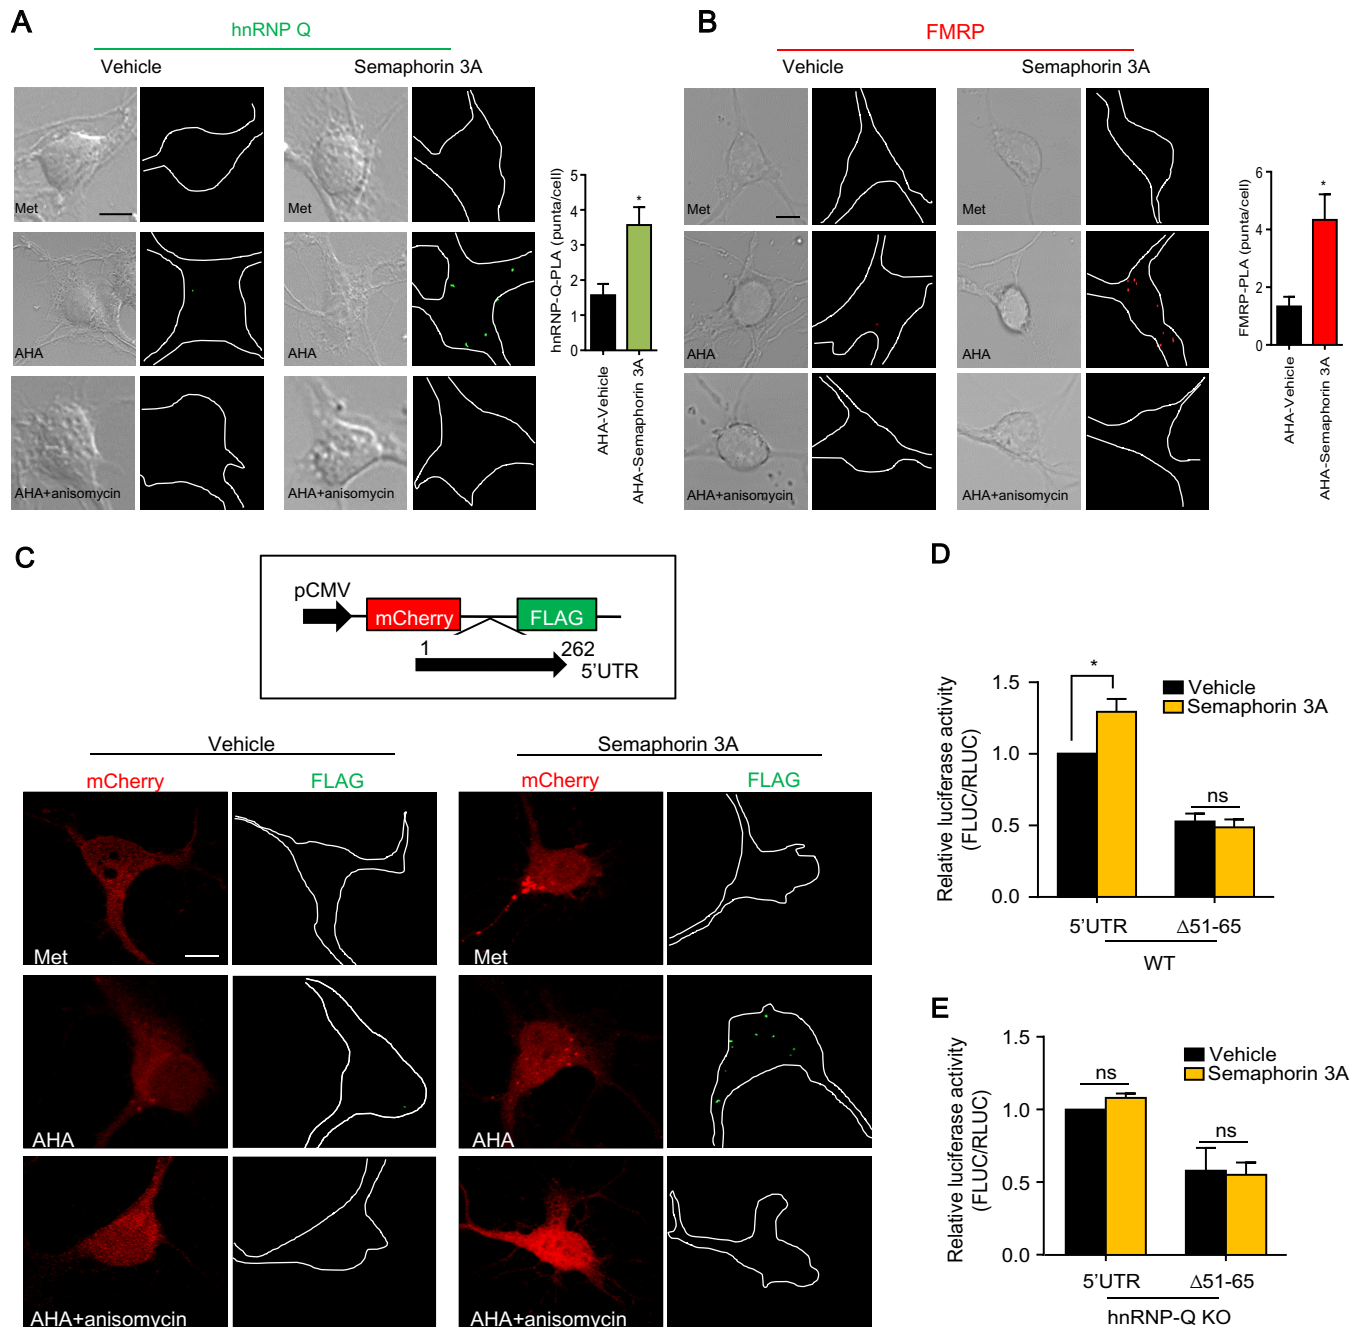 A
hnRNP Q
Vehicle
Semaphorin 3A
Met
Met
AHA
AHA
AHA+anisomycin
AHA+anisomycin
hnRNP-Q-PLA (punta/cell)
5
4
3
2
1
0
*
AHA-Vehicle
AHA-Semaphorin 3A
B
FMRP
Vehicle
Semaphorin 3A
Met
Met
AHA
AHA
AHA+anisomycin
AHA+anisomycin
FMRP-PLA (punta/cell)
6
4
2
0
*
AHA-Vehicle
AHA-Semaphorin 3A
C
pCMV
mCherry
FLAG
1
262
5'UTR
Vehicle
Semaphorin 3A
mCherry
FLAG
mCherry
FLAG
Met
Met
AHA
AHA
AHA+anisomycin
AHA+anisomycin
D
Relative luciferase activity
(FLUC/RLUC)
1.5
1.0
0.5
0.0
*
ns
Vehicle
Semaphorin 3A
5'UTR
Δ51-65
WT
E
Relative luciferase activity
(FLUC/RLUC)
1.5
1.0
0.5
0.0
ns
ns
Vehicle
Semaphorin 3A
5'UTR
Δ51-65
hnRNP-Q KO